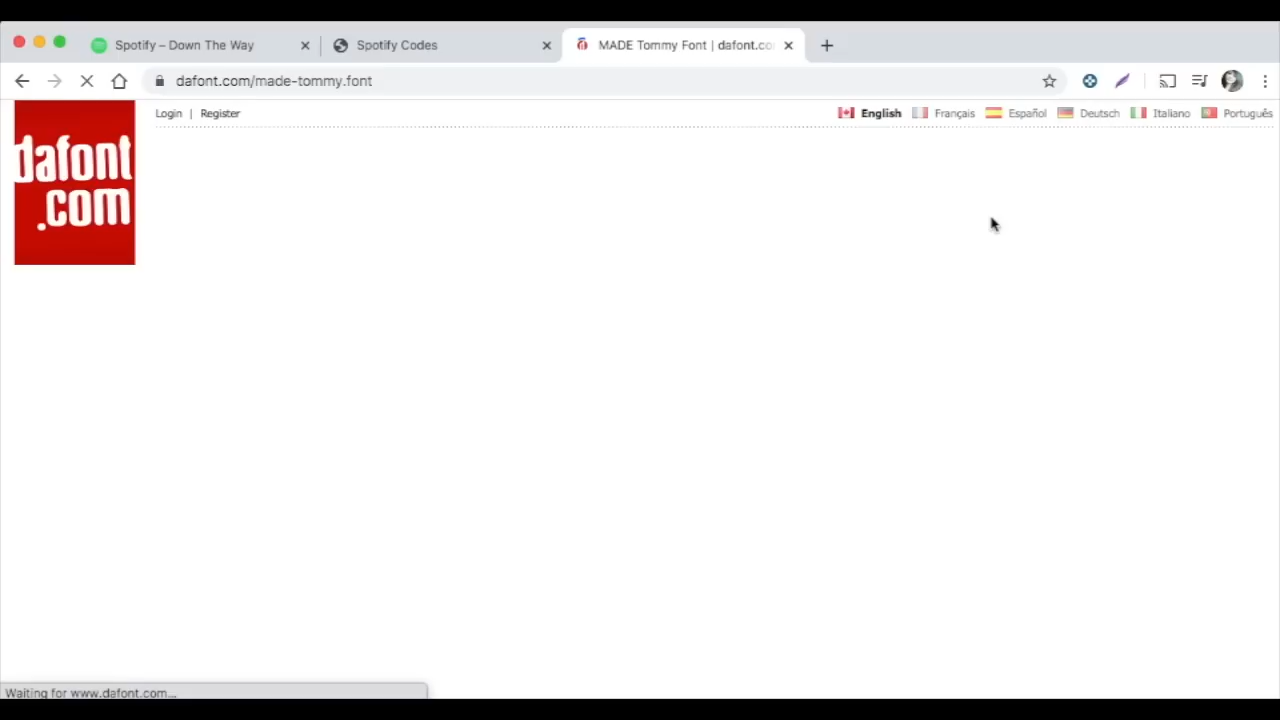 Spotify – Down The Way
Spotify Codes
MADE Tommy Font | dafont.co
dafont.com/made-tommy.font
Login | Register
English Français Español Deutsch Italiano Português
dafont
.com
Waiting for www.dafont.com...